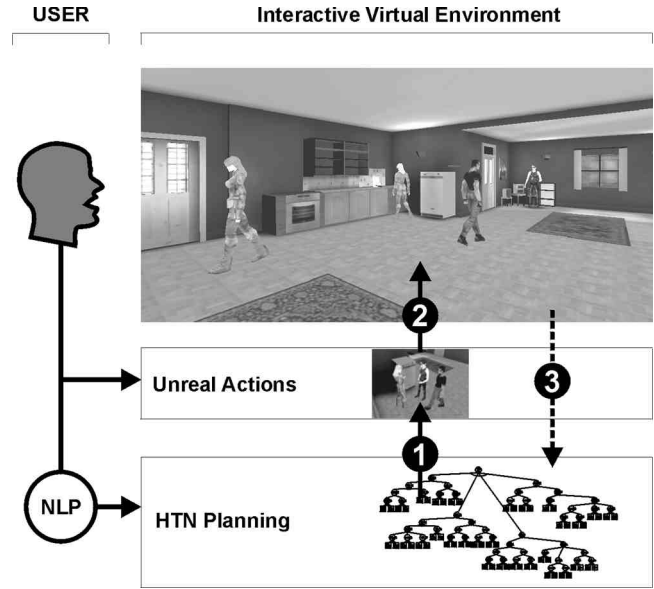 USER
Interactive Virtual Environment
2
Unreal Actions
3
1
NLP
HTN Planning